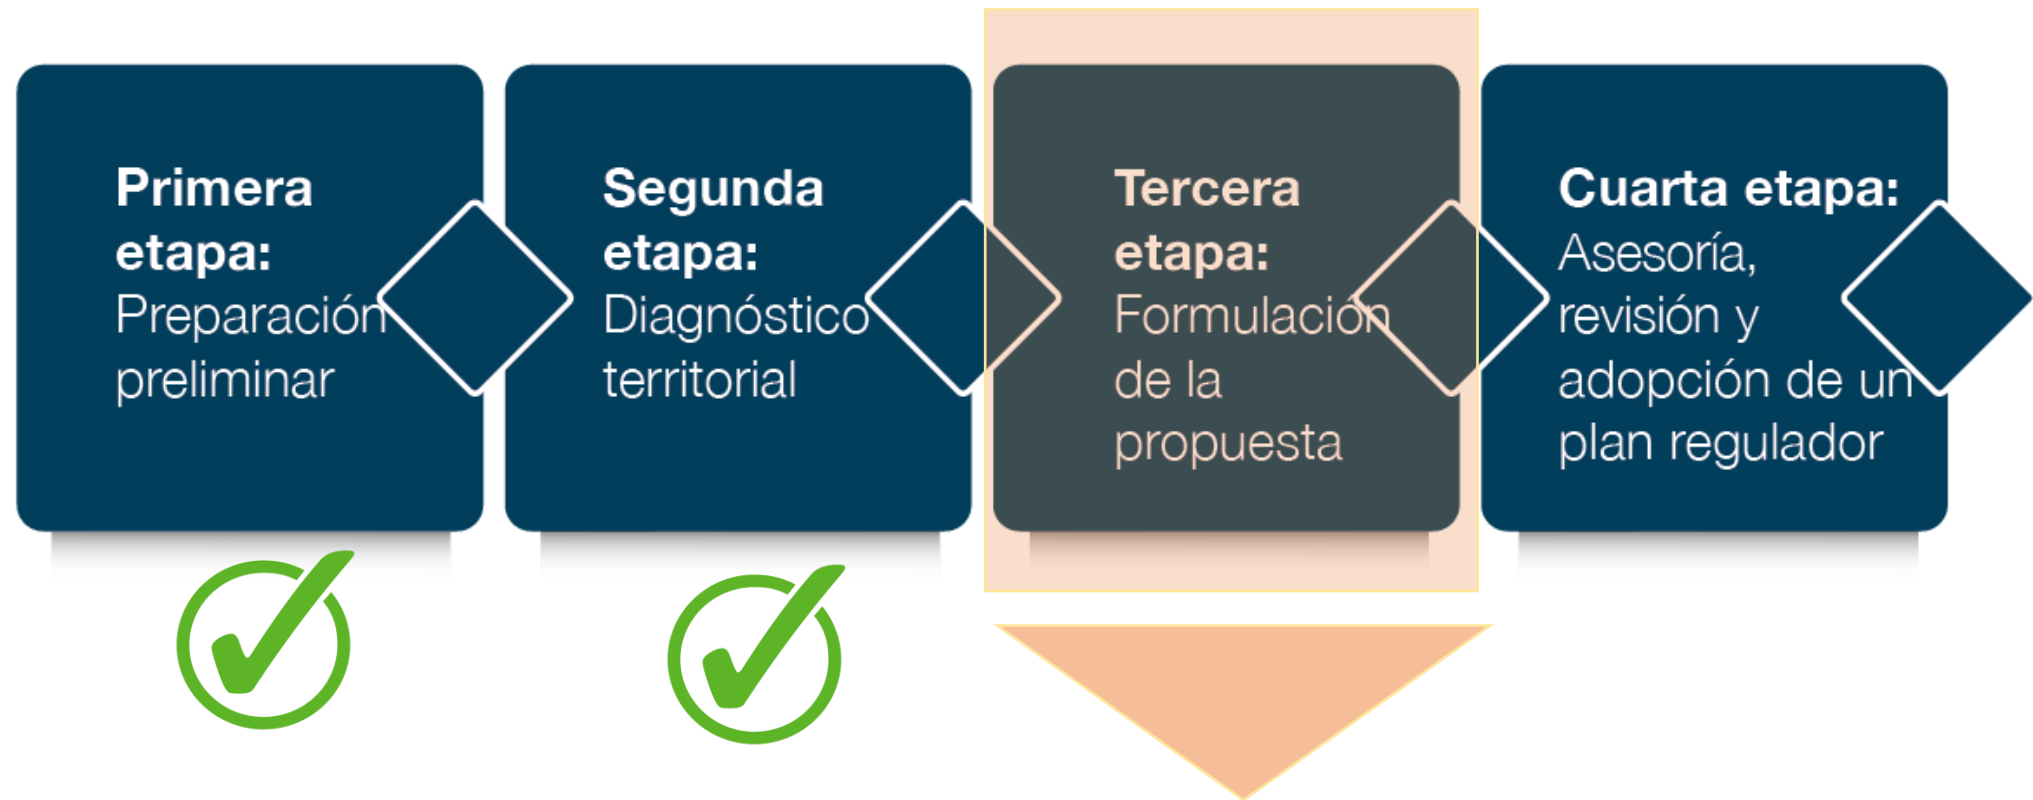 Primera
etapa:
Preparación
preliminar
Segunda
etapa:
Diagnóstico
territorial
Tercera
etapa:
Formulación
de la
propuesta
Cuarta etapa:
Asesoría,
revisión y
adopción de un
plan regulador